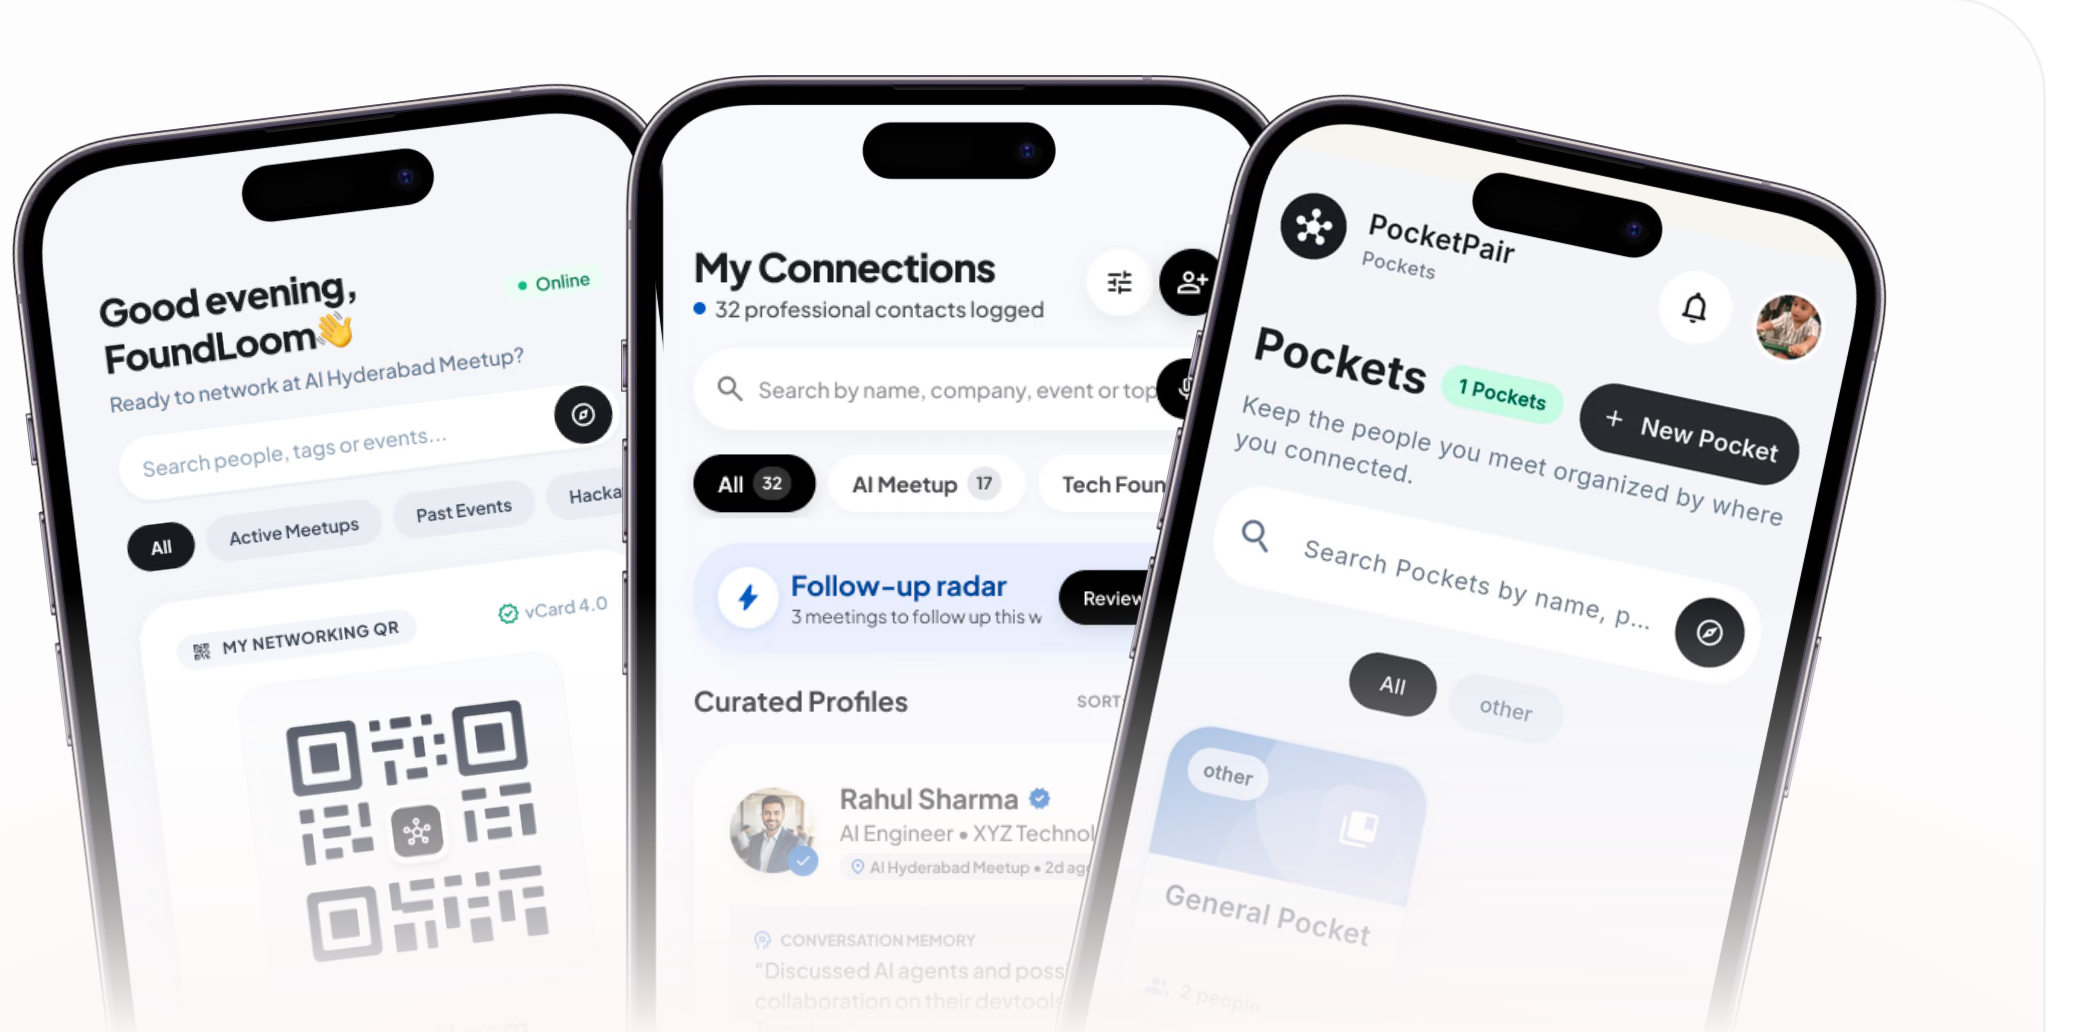 Good evening,
FoundLoom👋
Online
Ready to network at AI Hyderabad Meetup?
Search people, tags or events...
All
Active Meetups
Past Events
MY NETWORKING QR
vCard 4.0
My Connections
32 professional contacts logged
Search by name, company, event or top
All 32
AI Meetup 17
Tech Foun
Follow-up radar
3 meetings to follow up this w
Review
Curated Profiles
SORT
Rahul Sharma
AI Engineer • XYZ Technol
AI Hyderabad Meetup • 2d ago
CONVERSATION MEMORY
“Discussed AI agents and poss
collaboration on their devtools
PocketPair
Pockets
Pockets
1 Pockets
+ New Pocket
Keep the people you meet organized by where
you connected.
Search Pockets by name, p...
All
other
other
General Pocket
2 people